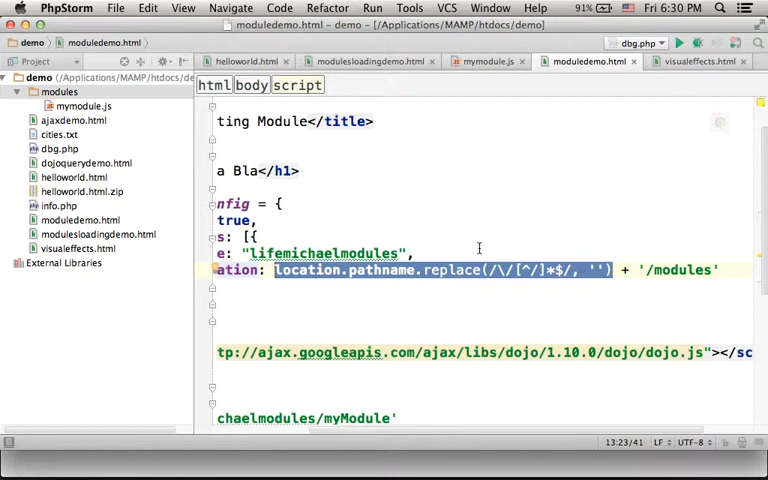 PhpStorm File Edit View Navigate Code Refactor Run Tools VCS Window 91% Fri 6:30 PM
moduledemo.html - demo - [/Applications/MAMP/htdocs/demo]
demo moduledemo.html dbg.php
Project helloworld.html modulesloadingdemo.html mymodule.js moduledemo.html visualeffects.html
demo (/Applications/MAMP/htdocs/de
modules
mymodule.js
ajaxdemo.html
cities.txt
dbg.php
dojoquerydemo.html
helloworld.html
helloworld.html.zip
info.php
moduledemo.html
modulesloadingdemo.html
visualeffects.html
External Libraries
html body script
ting Module</title>
a Bla</h1>
nfig = {
true,
s: [{
e: "lifemichaelmodules",
ation: location.pathname.replace(/\/[^/]*$/, '') + '/modules'
tp://ajax.googleapis.com/ajax/libs/dojo/1.10.0/dojo/dojo.js"></sc
chaelmodules/myModule'
13:23/41 LF UTF-8